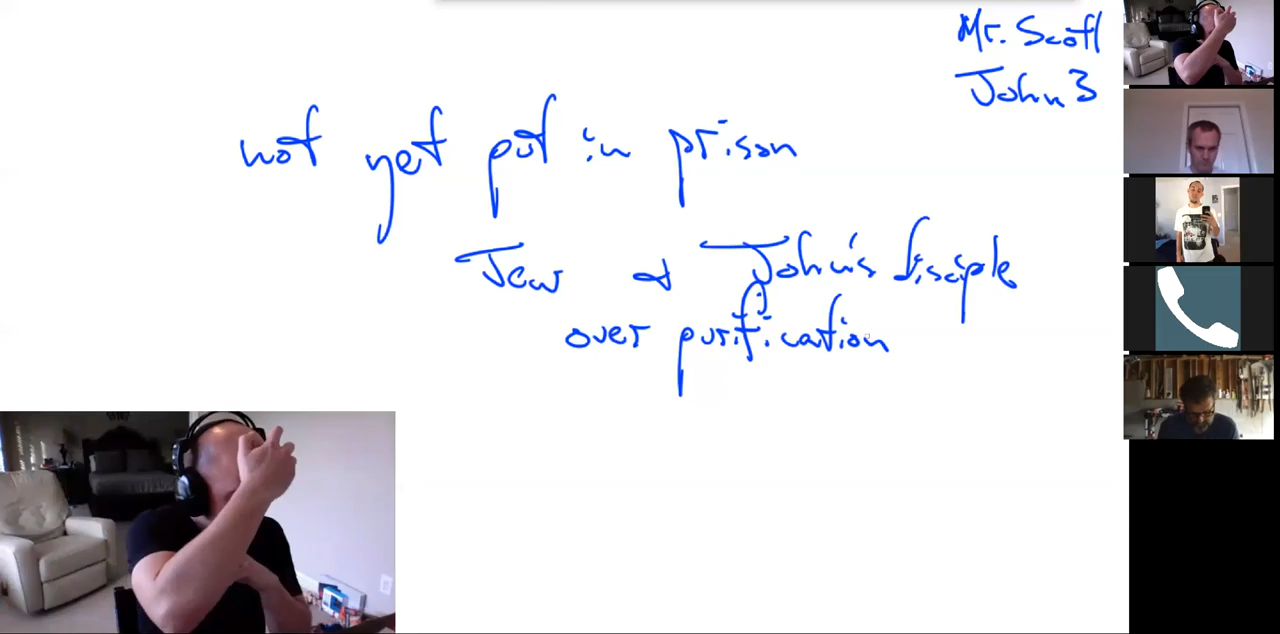 Mr. Scott
John 3
not yet put in prison
Jew & John's disciple
over purification